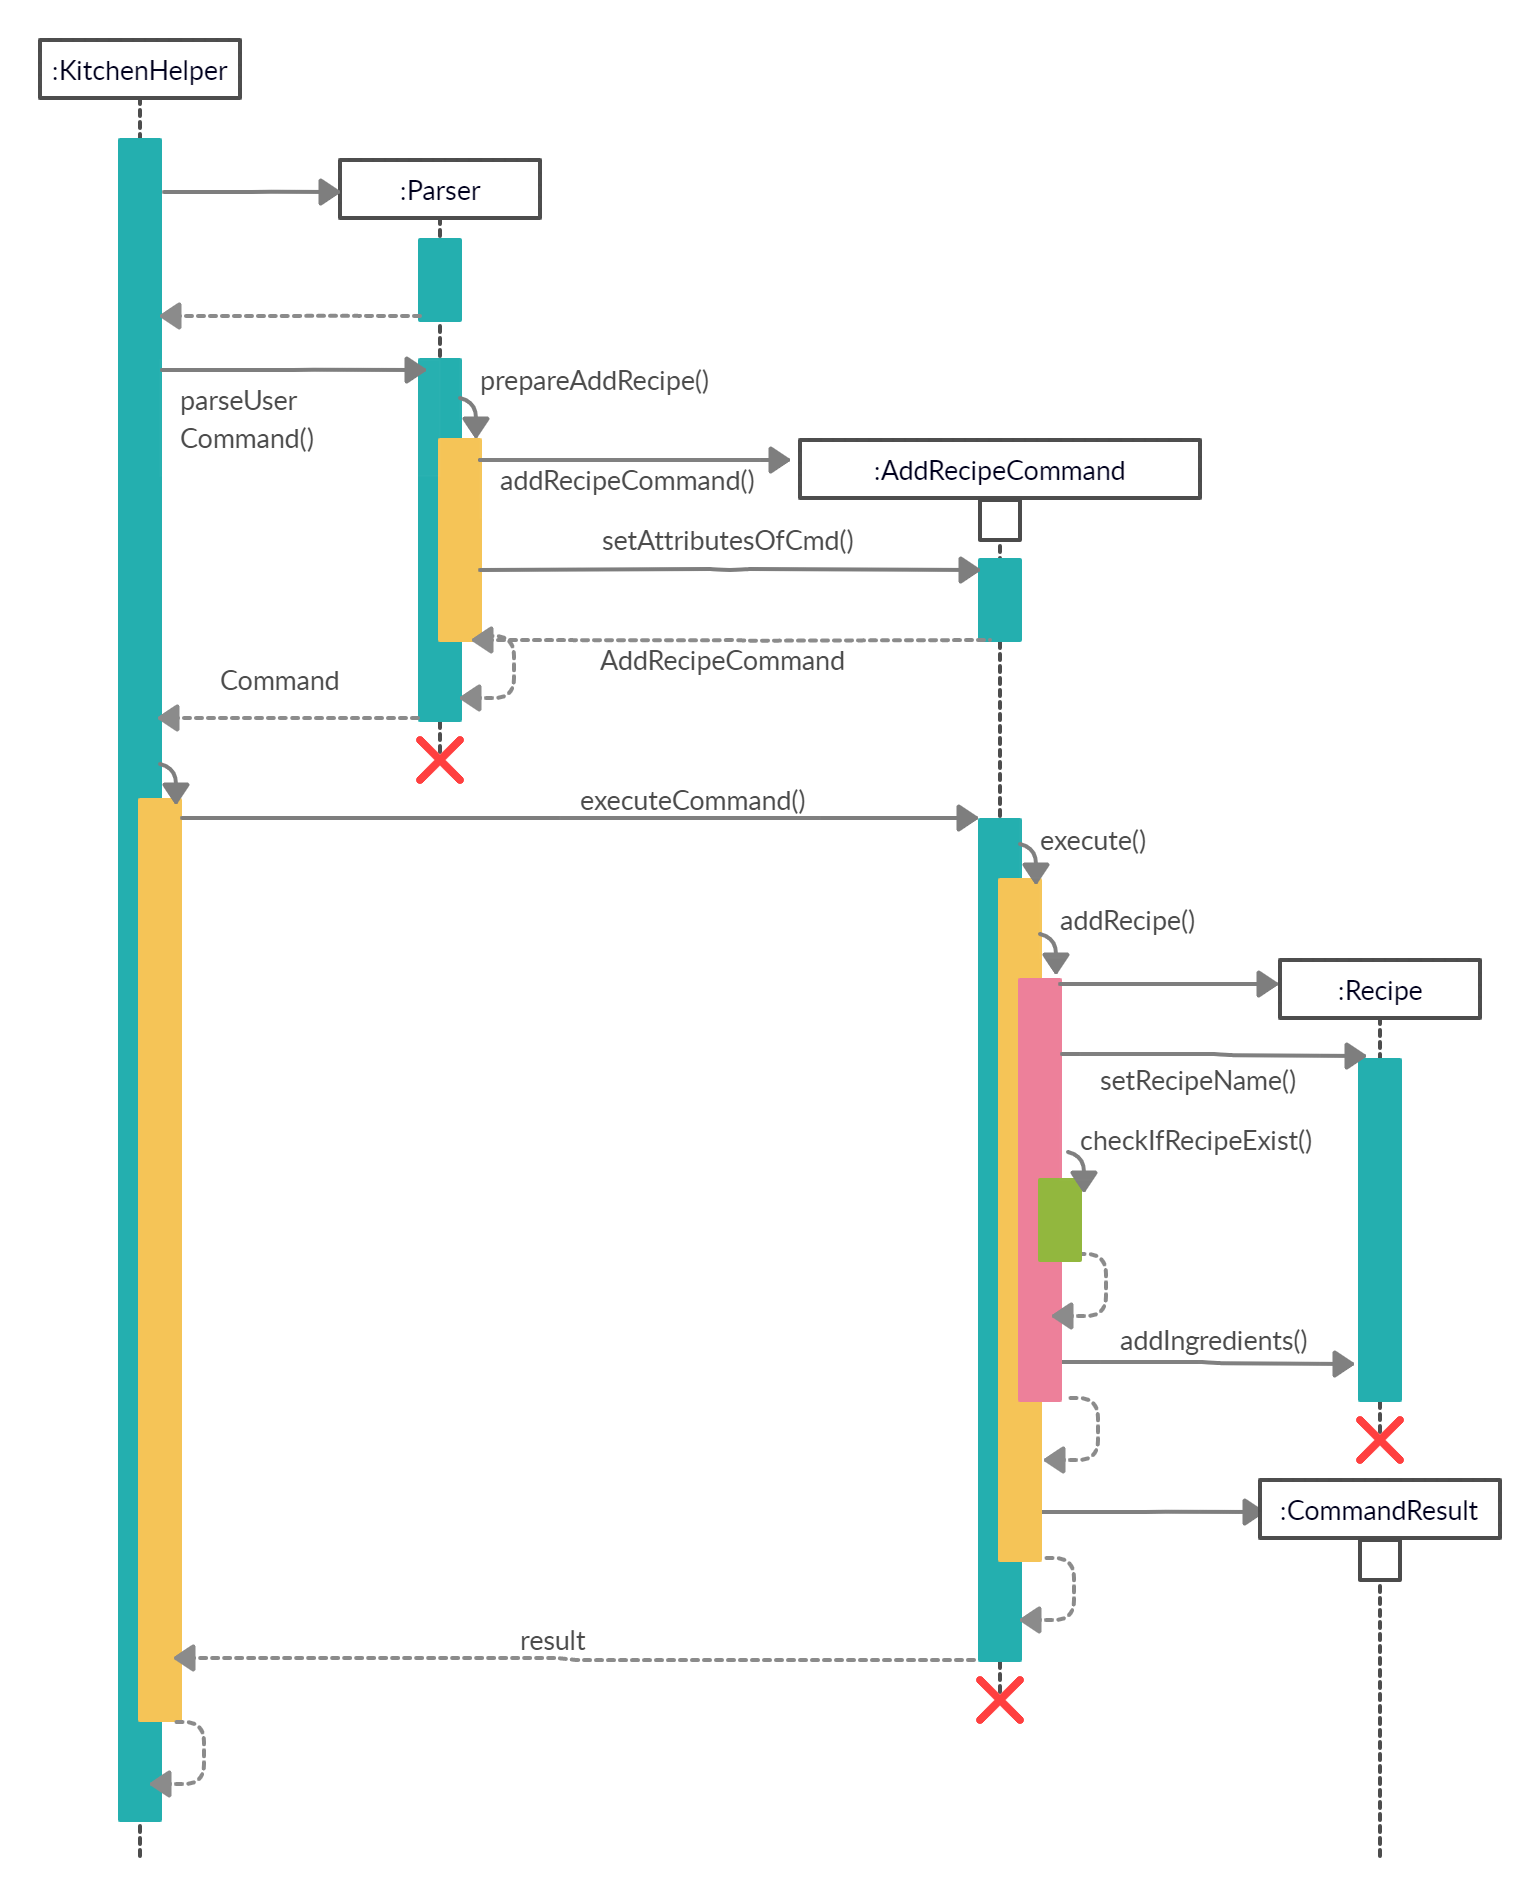 :KitchenHelper
:Parser
parseUser
Command()
prepareAddRecipe()
addRecipeCommand()
:AddRecipeCommand
setAttributesOfCmd()
AddRecipeCommand
Command
executeCommand()
execute()
addRecipe()
:Recipe
setRecipeName()
checkIfRecipeExist()
addIngredients()
:CommandResult
result